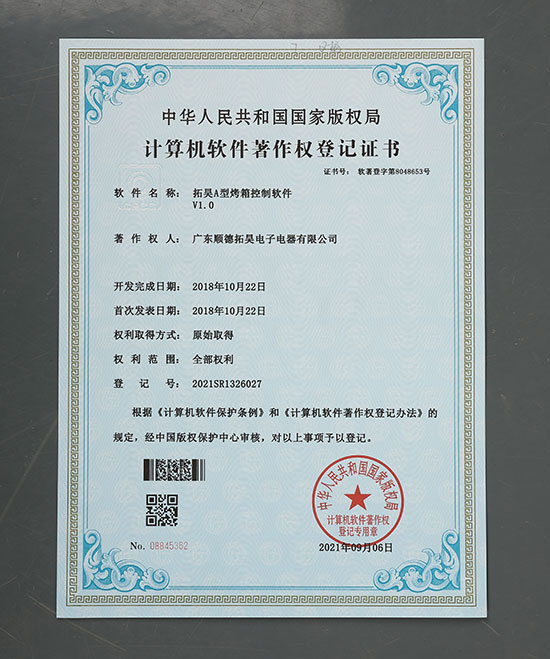 中华人民共和国国家版权局
计算机软件著作权登记证书
证书号： 软著登字第8048653号
软件名称： 拓昊A型烤箱控制软件
V1.0
著作权人： 广东顺德拓昊电子电器有限公司
开发完成日期： 2018年10月22日
首次发表日期： 2018年10月22日
权利取得方式： 原始取得
权利范围： 全部权利
登记号： 2021SR1326027
根据《计算机软件保护条例》和《计算机软件著作权登记办法》的
规定，经中国版权保护中心审核，对以上事项予以登记。
中华人民共和国国家版权局
计算机软件著作权
登记专用章
No. 08845362
2021年09月06日